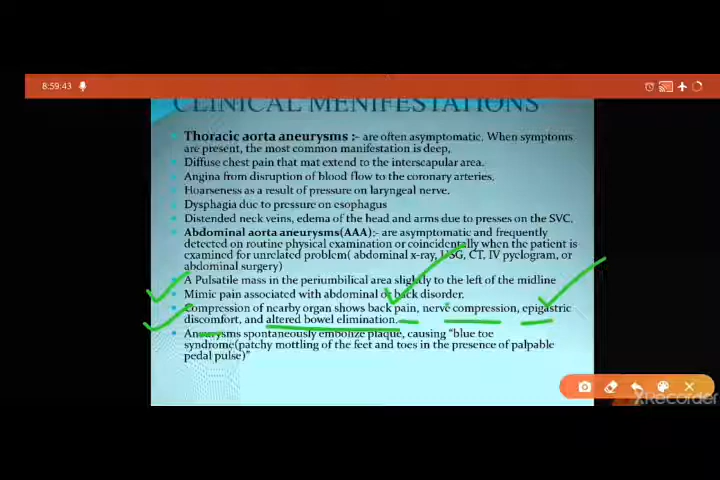 8:59:43
CLINICAL MENIFESTATIONS
Thoracic aorta aneurysms :- are often asymptomatic. When symptoms
are present, the most common manifestation is deep,
Diffuse chest pain that mat extend to the interscapular area.
Angina from disruption of blood flow to the coronary arteries.
Hoarseness as a result of pressure on laryngeal nerve.
Dysphagia due to pressure on esophagus
Distended neck veins, edema of the head and arms due to presses on the SVC.
Abdominal aorta aneurysms(AAA):- are asymptomatic and frequently
detected on routine physical examination or coincidentally when the patient is
examined for unrelated problem( abdominal x-ray, USG, CT, IV pyelogram, or
abdominal surgery)
A Pulsatile mass in the periumbilical area slightly to the left of the midline
Mimic pain associated with abdominal or back disorder.
Compression of nearby organ shows back pain, nerve compression, epigastric
discomfort, and altered bowel elimination.
Aneurysms spontaneously embolize plaque, causing "blue toe
syndrome(patchy mottling of the feet and toes in the presence of palpable
pedal pulse)"
XRecorder